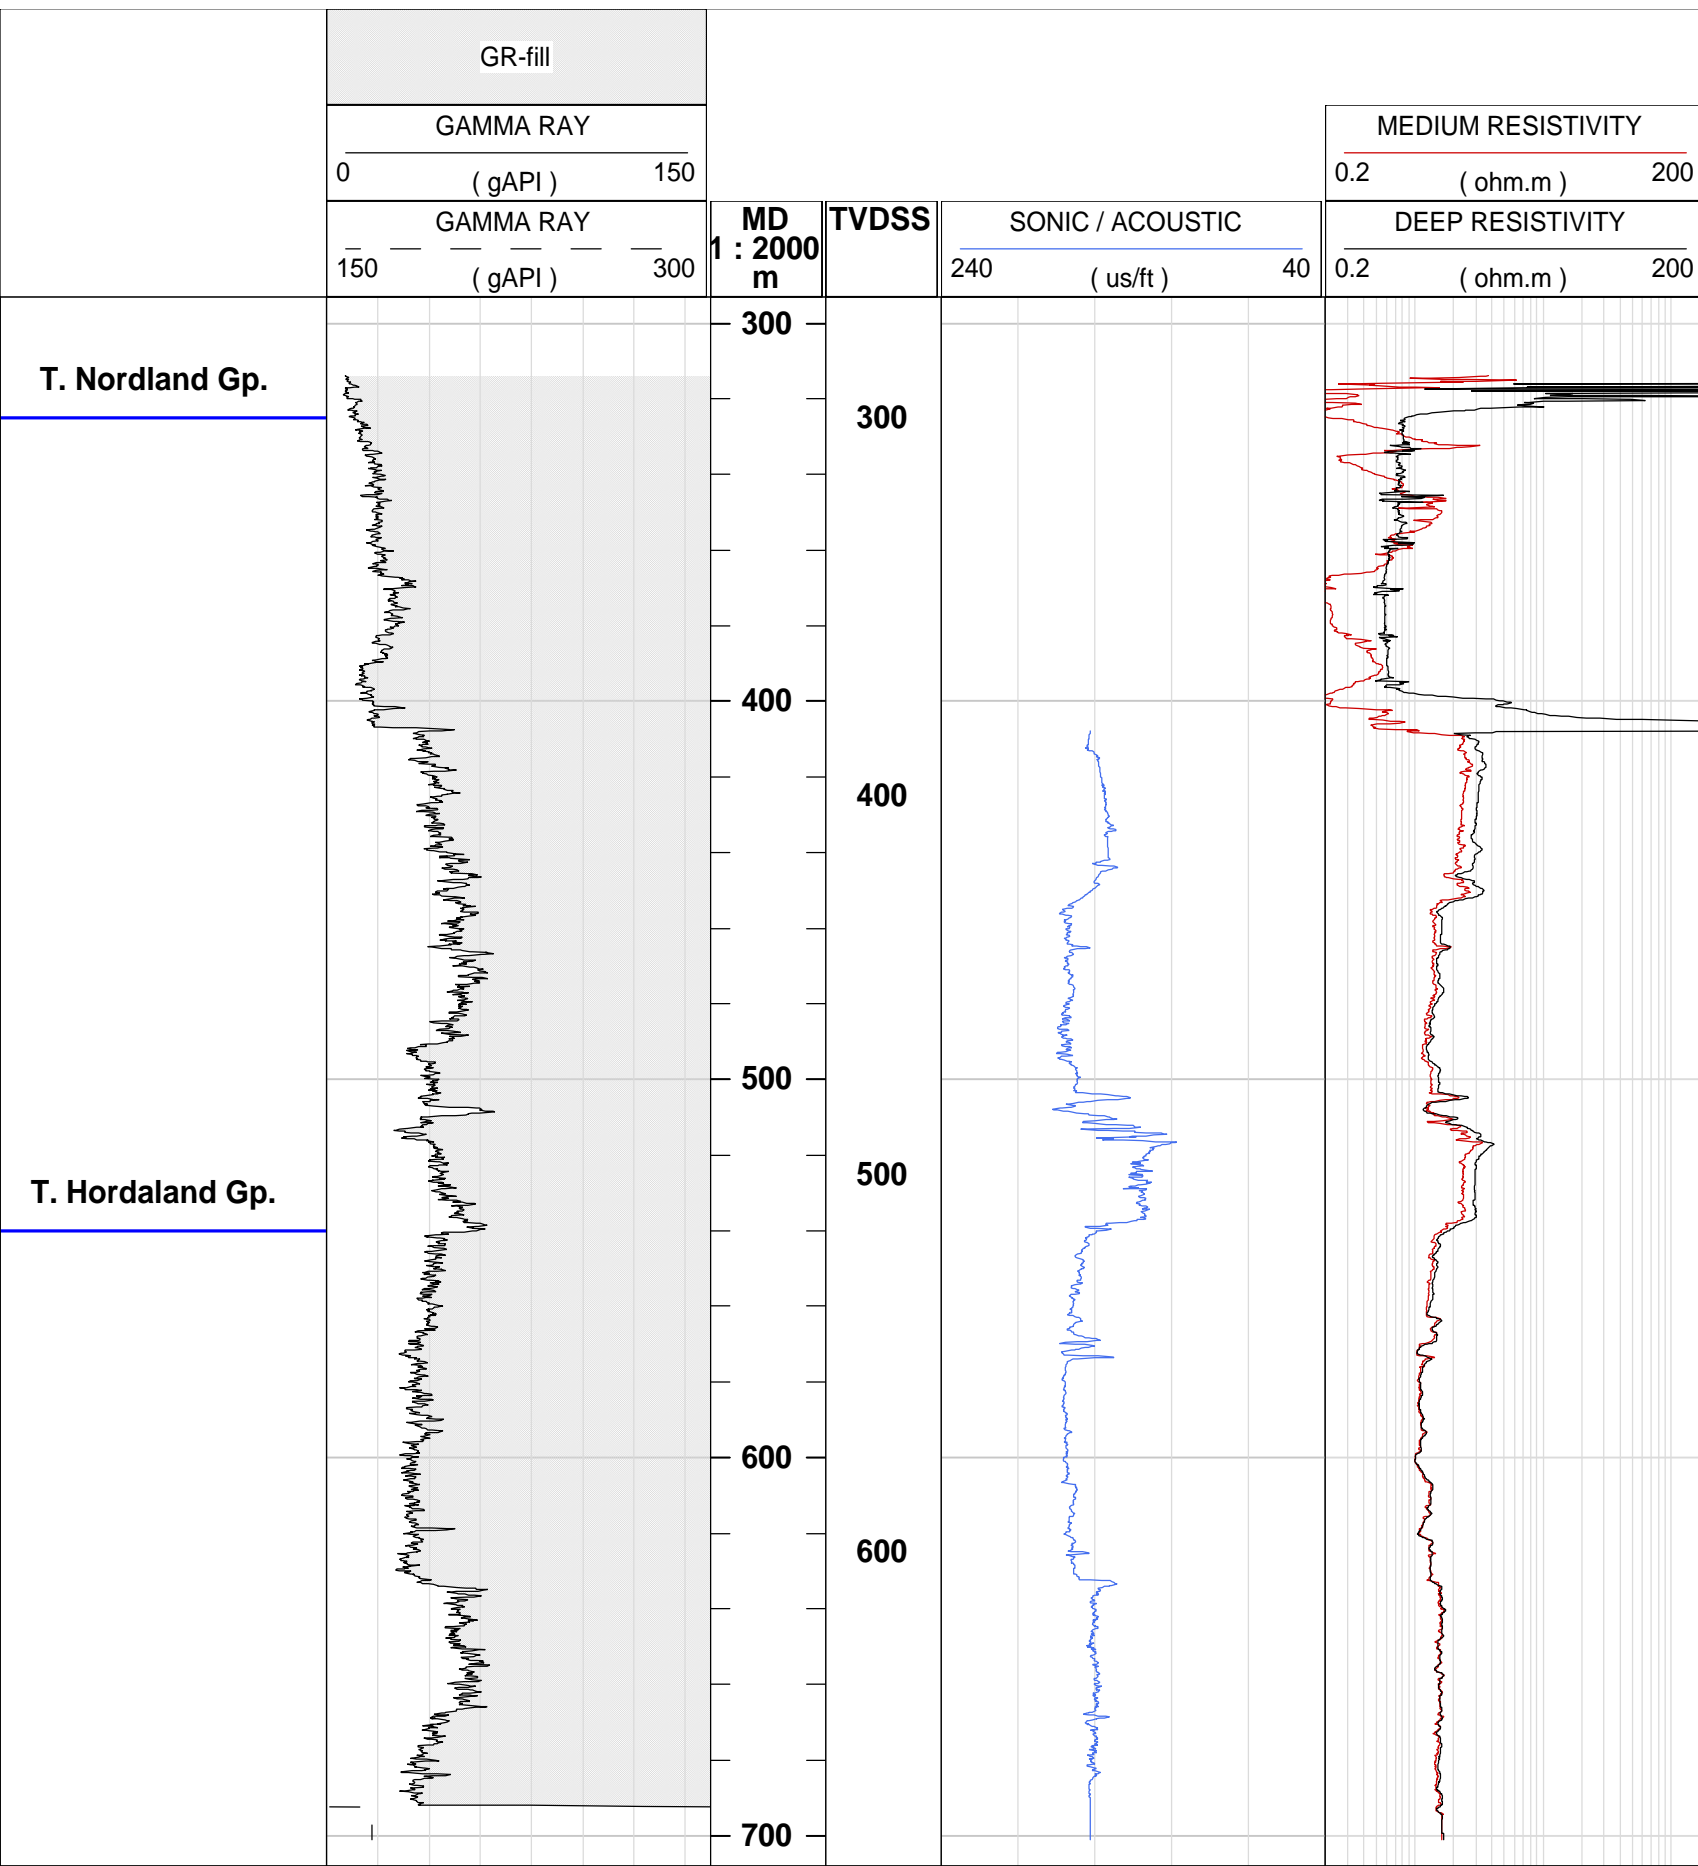 GR-fill
GAMMA RAY
0 ( gAPI ) 150
MEDIUM RESISTIVITY
0.2 ( ohm.m ) 200
GAMMA RAY
150 ( gAPI ) 300
MD
1 : 2000
m
TVDSS
SONIC / ACOUSTIC
240 ( us/ft ) 40
DEEP RESISTIVITY
0.2 ( ohm.m ) 200
300
T. Nordland Gp.
300
400
400
500
500
T. Hordaland Gp.
600
600
700